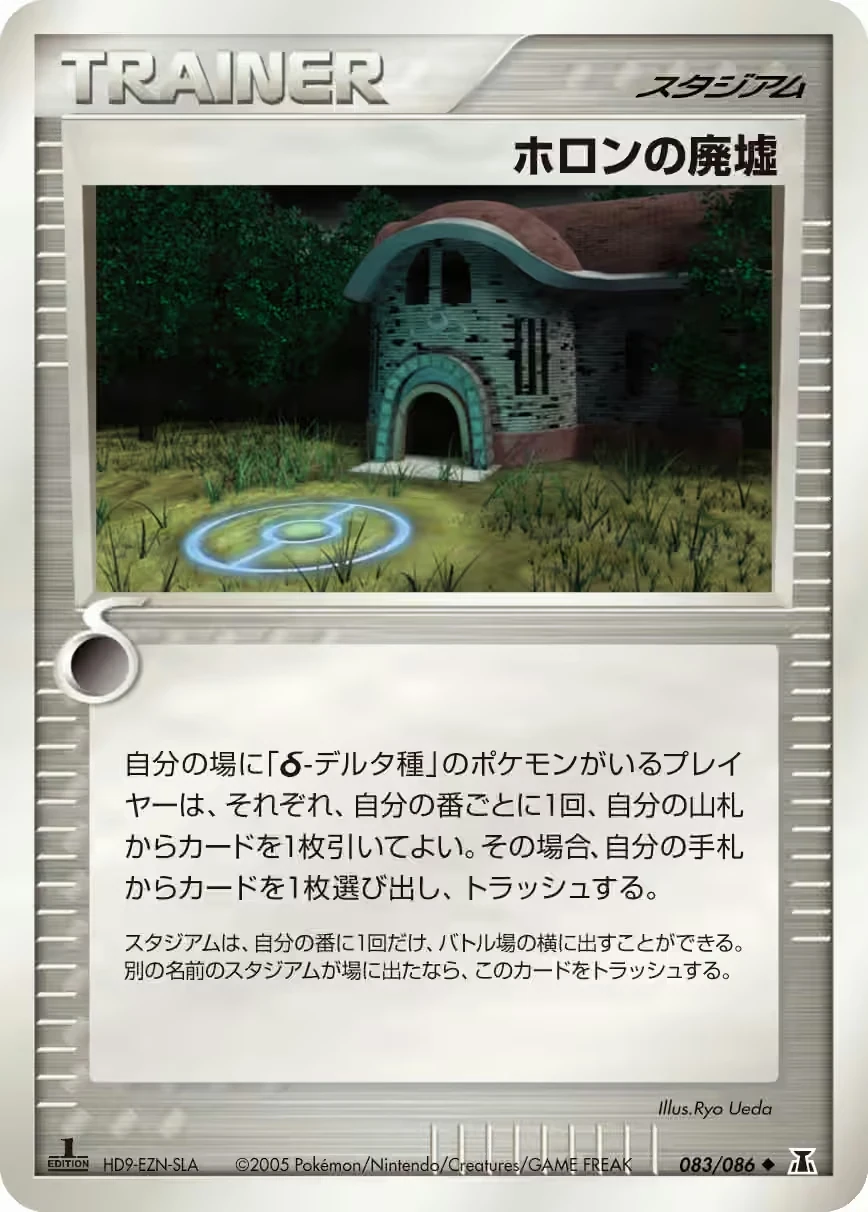 TRAINER
スタジアム
ホロンの廃墟
自分の場に「δ-デルタ種」のポケモンがいるプレイ
ヤーは、それぞれ、自分の番ごとに1回、自分の山札
からカードを1枚引いてよい。その場合、自分の手札
からカードを1枚選び出し、トラッシュする。
スタジアムは、自分の番に1回だけ、バトル場の横に出すことができる。
別の名前のスタジアムが場に出たなら、このカードをトラッシュする。
Illus.Ryo Ueda
1 EDITION HD9-EZN-SLA ©2005 Pokémon/Nintendo/Creatures/GAME FREAK 083/086 ◆